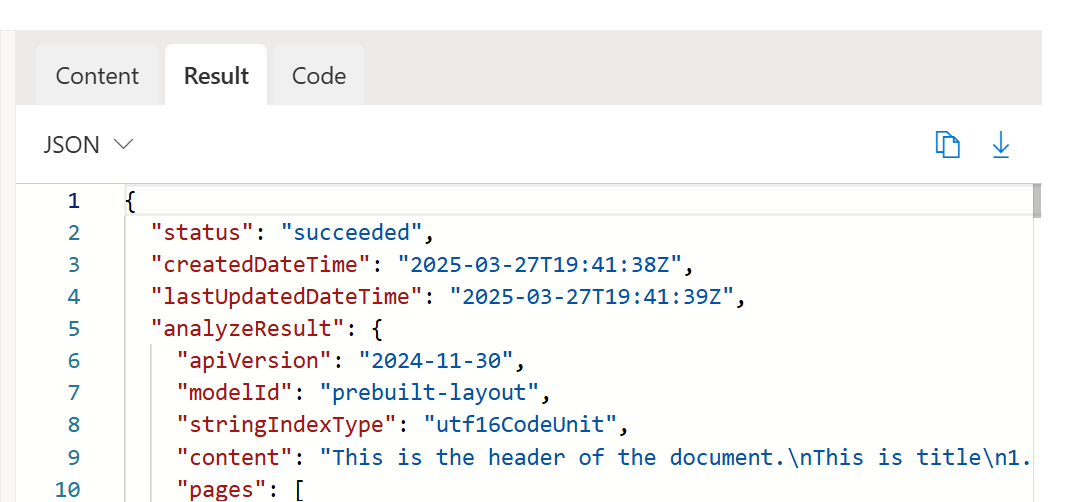 Content Result Code
JSON
1 {
2 "status": "succeeded",
3 "createdDateTime": "2025-03-27T19:41:38Z",
4 "lastUpdatedDateTime": "2025-03-27T19:41:39Z",
5 "analyzeResult": {
6 "apiVersion": "2024-11-30",
7 "modelId": "prebuilt-layout",
8 "stringIndexType": "utf16CodeUnit",
9 "content": "This is the header of the document.\nThis is title\n1.
10 "pages": [